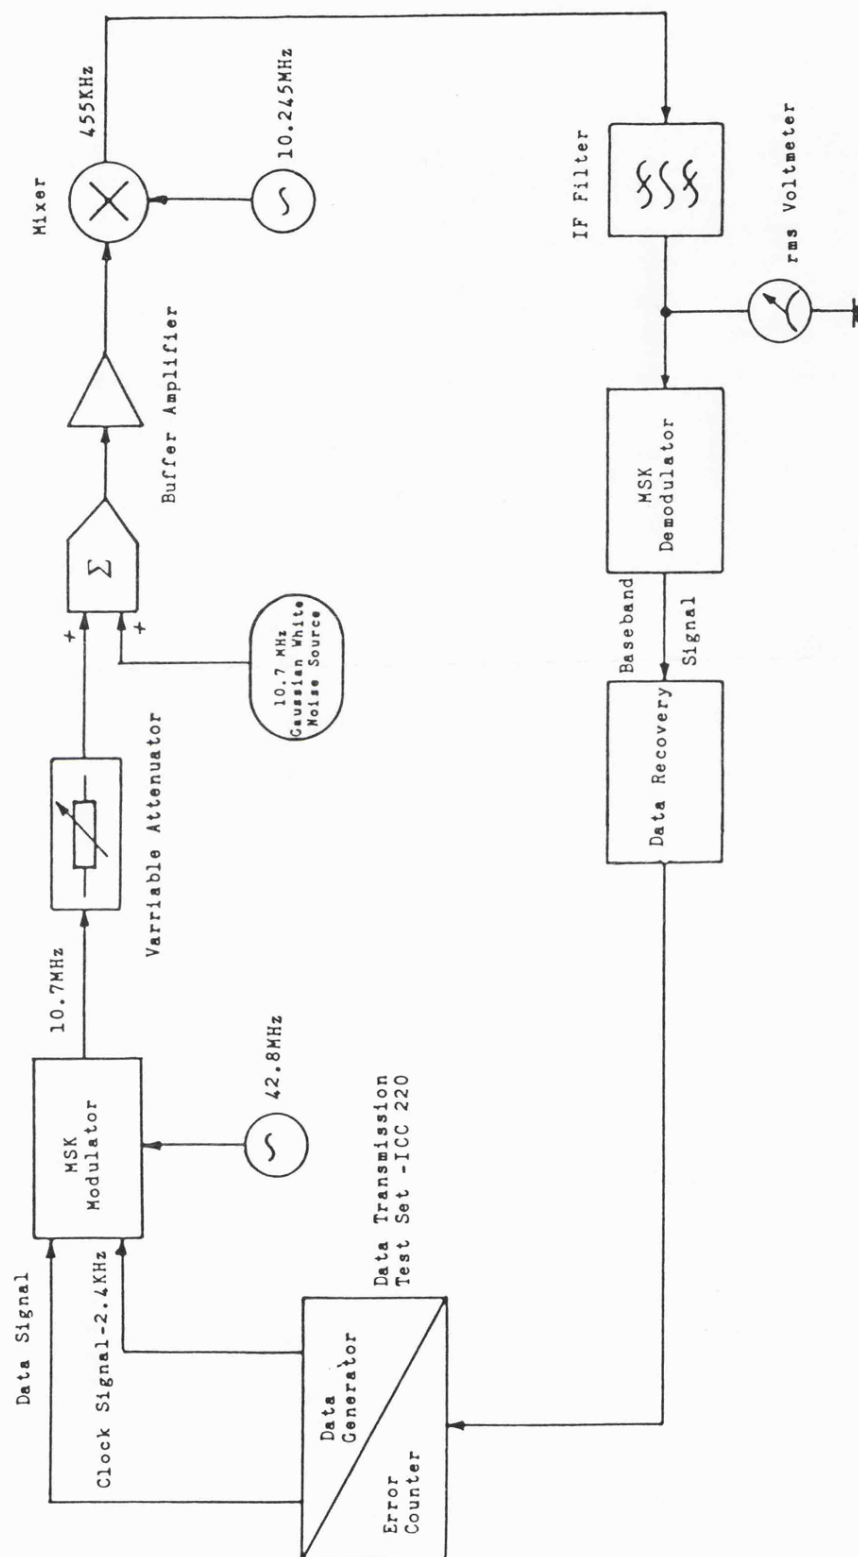 Data Signal
Clock Signal-2.4KHz
Data
Generator
Error
Counter
Data Transmission
Test Set -ICC 220
MSK
Modulator
42.8MHz
10.7MHz
Varriable Attenuator
+
+
Σ
10.7 MHz
Gaussian White
Noise Source
Buffer Amplifier
Mixer
455KHz
10.245MHz
IF Filter
rms Voltmeter
MSK
Demodulator
Baseband
Signal
Data Recovery